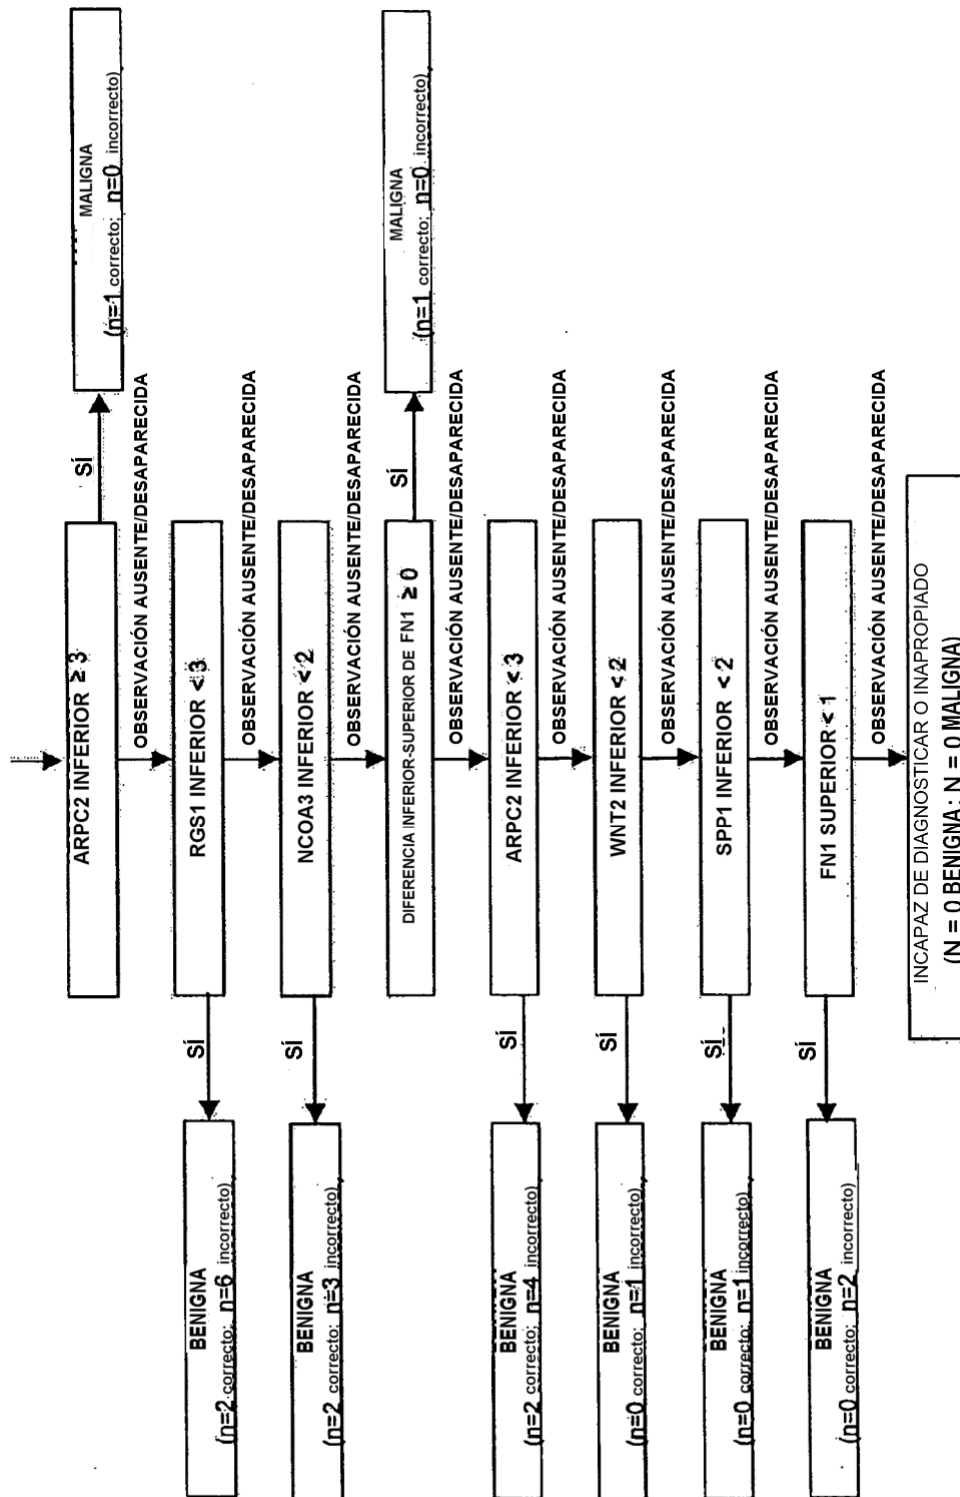 ARPC2 INFERIOR ≥ 3
SÍ
MALIGNA
(n=1 correcto; n=0 incorrecto)
OBSERVACIÓN AUSENTE/DESAPARECIDA
RGS1 INFERIOR < 3
SÍ
BENIGNA
(n=2 correcto; n=6 incorrecto)
OBSERVACIÓN AUSENTE/DESAPARECIDA
NCOA3 INFERIOR < 2
SÍ
BENIGNA
(n=2 correcto; n=3 incorrecto)
OBSERVACIÓN AUSENTE/DESAPARECIDA
DIFERENCIA INFERIOR-SUPERIOR DE FN1 ≥ 0
SÍ
MALIGNA
(n=1 correcto; n=0 incorrecto)
OBSERVACIÓN AUSENTE/DESAPARECIDA
ARPC2 INFERIOR < 3
SÍ
BENIGNA
(n=2 correcto; n=4 incorrecto)
OBSERVACIÓN AUSENTE/DESAPARECIDA
WNT2 INFERIOR < 2
SÍ
BENIGNA
(n=0 correcto; n=1 incorrecto)
OBSERVACIÓN AUSENTE/DESAPARECIDA
SPP1 INFERIOR < 2
SÍ
BENIGNA
(n=0 correcto; n=1 incorrecto)
OBSERVACIÓN AUSENTE/DESAPARECIDA
FN1 SUPERIOR < 1
SÍ
BENIGNA
(n=0 correcto; n=2 incorrecto)
OBSERVACIÓN AUSENTE/DESAPARECIDA
INCAPAZ DE DIAGNOSTICAR O INAPROPIADO
(N = 0 BENIGNA; N = 0 MALIGNA)